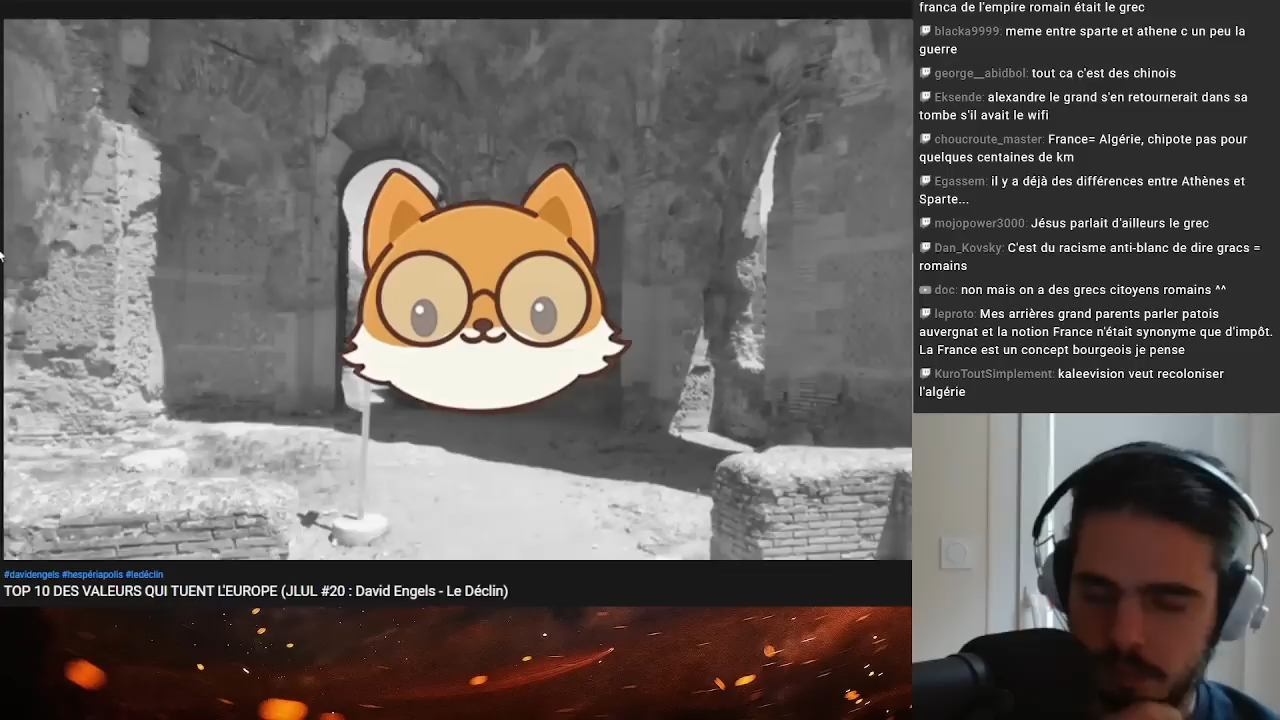 franca de l'empire romain était le grec
blacka9999: meme entre sparte et athene c un peu la
guerre
george__abidbol: tout ca c'est des chinois
Eksende: alexandre le grand s'en retournerait dans sa
tombe s'il avait le wifi
choucroute_master: France= Algérie, chipote pas pour
quelques centaines de km
Egassem: il y a déjà des différences entre Athènes et
Sparte...
mojopower3000: Jésus parlait d'ailleurs le grec
Dan_Kovsky: C'est du racisme anti-blanc de dire gracs =
romains
doc: non mais on a des grecs citoyens romains ^^
leproto: Mes arrières grand parents parler patois
auvergnat et la notion France n'était synonyme que d'impôt.
La France est un concept bourgeois je pense
KuroToutSimplement: kaleevision veut recoloniser
l'algérie
#davidengels #hespériapolis #ledéclin
TOP 10 DES VALEURS QUI TUENT L'EUROPE (JLUL #20 : David Engels - Le Déclin)